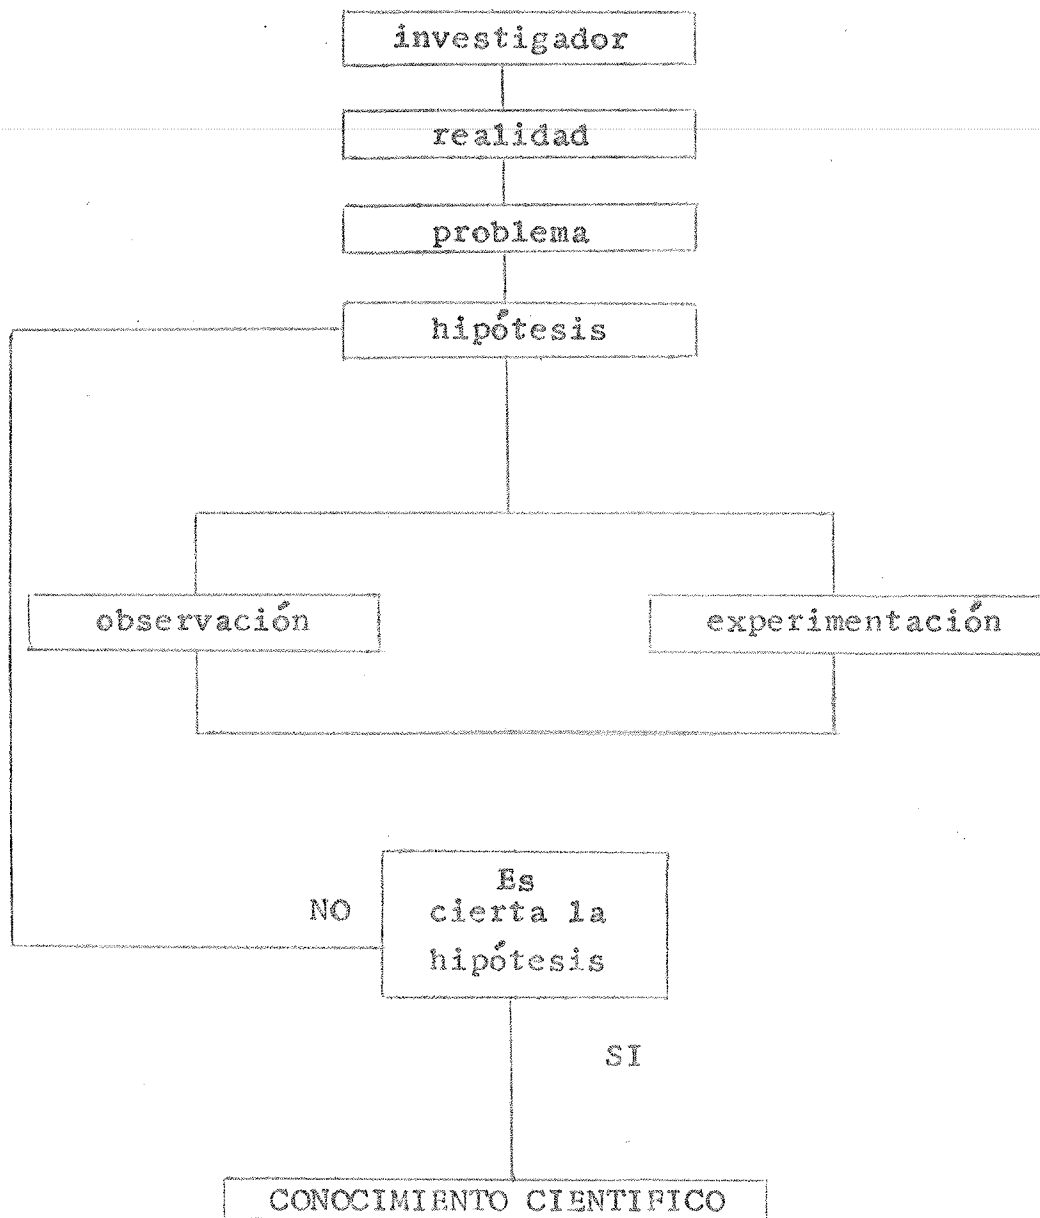 investigador
realidad
problema
hipótesis
observación
experimentación
Es
NO
cierta la
hipótesis
SI
CONOCIMIENTO CIENTIFICO